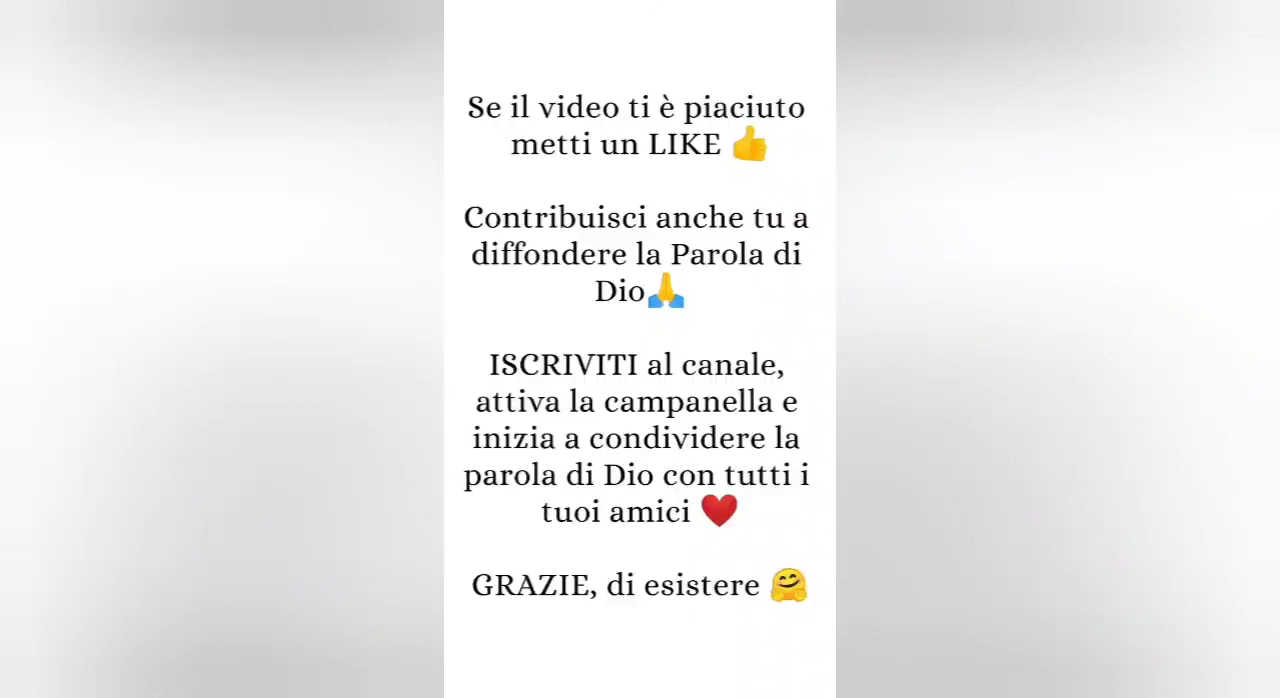 Se il video ti è piaciuto
metti un LIKE 👍
Contribuisci anche tu a
diffondere la Parola di
Dio🙏
ISCRIVITI al canale,
attiva la campanella e
inizia a condividere la
parola di Dio con tutti i
tuoi amici ❤️
GRAZIE, di esistere 🤗